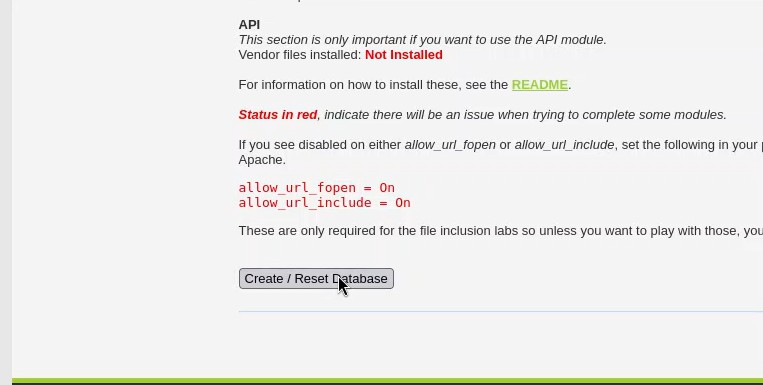 API
This section is only important if you want to use the API module.
Vendor files installed: Not Installed
For information on how to install these, see the README.
Status in red, indicate there will be an issue when trying to complete some modules.
If you see disabled on either allow_url_fopen or allow_url_include, set the following in your
Apache.
allow_url_fopen = On
allow_url_include = On
These are only required for the file inclusion labs so unless you want to play with those, you
Create / Reset Database